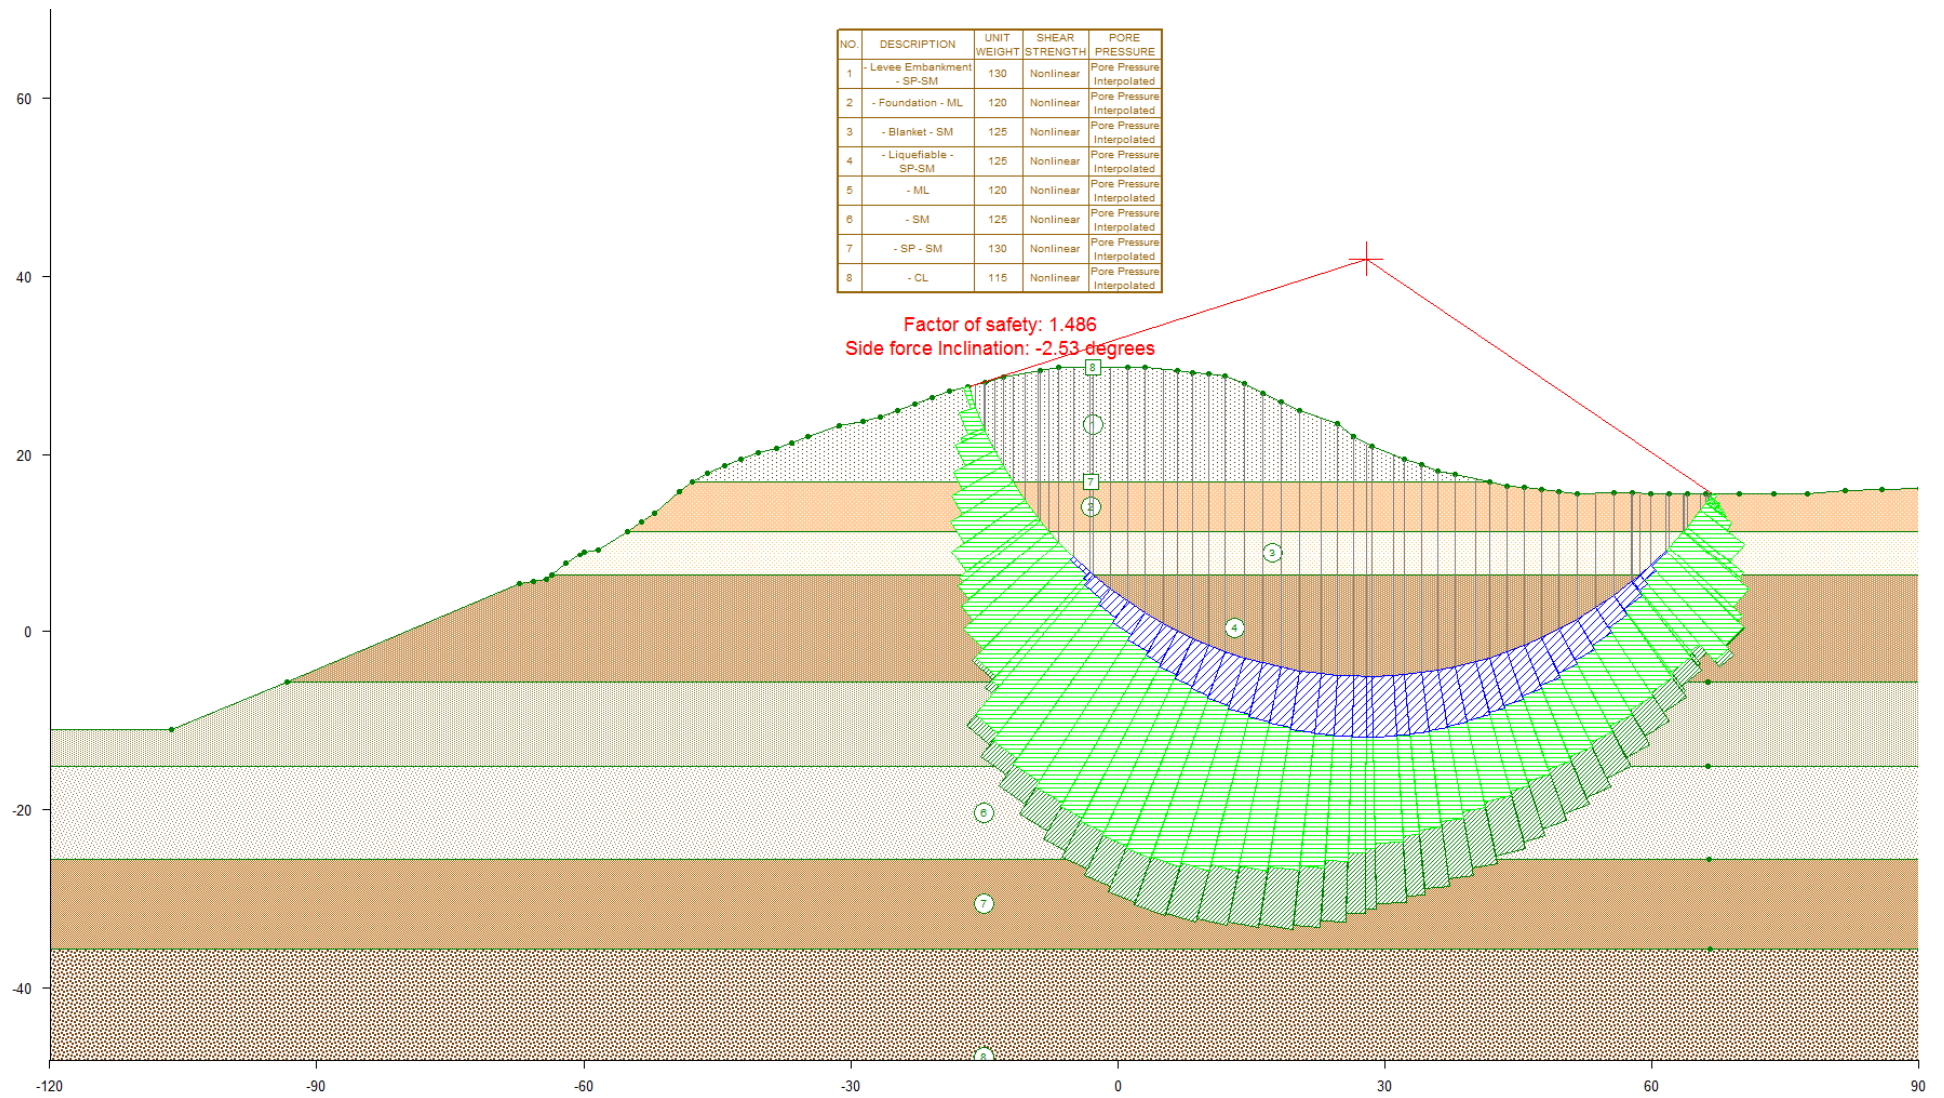 NO. DESCRIPTION UNIT WEIGHT SHEAR STRENGTH PORE PRESSURE
1 - Levee Embankment - SP-SM 130 Nonlinear Pore Pressure Interpolated
2 - Foundation - ML 120 Nonlinear Pore Pressure Interpolated
3 - Blanket - SM 125 Nonlinear Pore Pressure Interpolated
4 - Liquefiable - SP-SM 125 Nonlinear Pore Pressure Interpolated
5 - ML 120 Nonlinear Pore Pressure Interpolated
6 - SM 125 Nonlinear Pore Pressure Interpolated
7 - SP - SM 130 Nonlinear Pore Pressure Interpolated
8 - CL 115 Nonlinear Pore Pressure Interpolated
60
40
Factor of safety: 1.486
Side force Inclination: -2.53 degrees
8
1
20
7
2
3
4
0
-20
6
7
-40
8
-120 -90 -60 -30 0 30 60 90